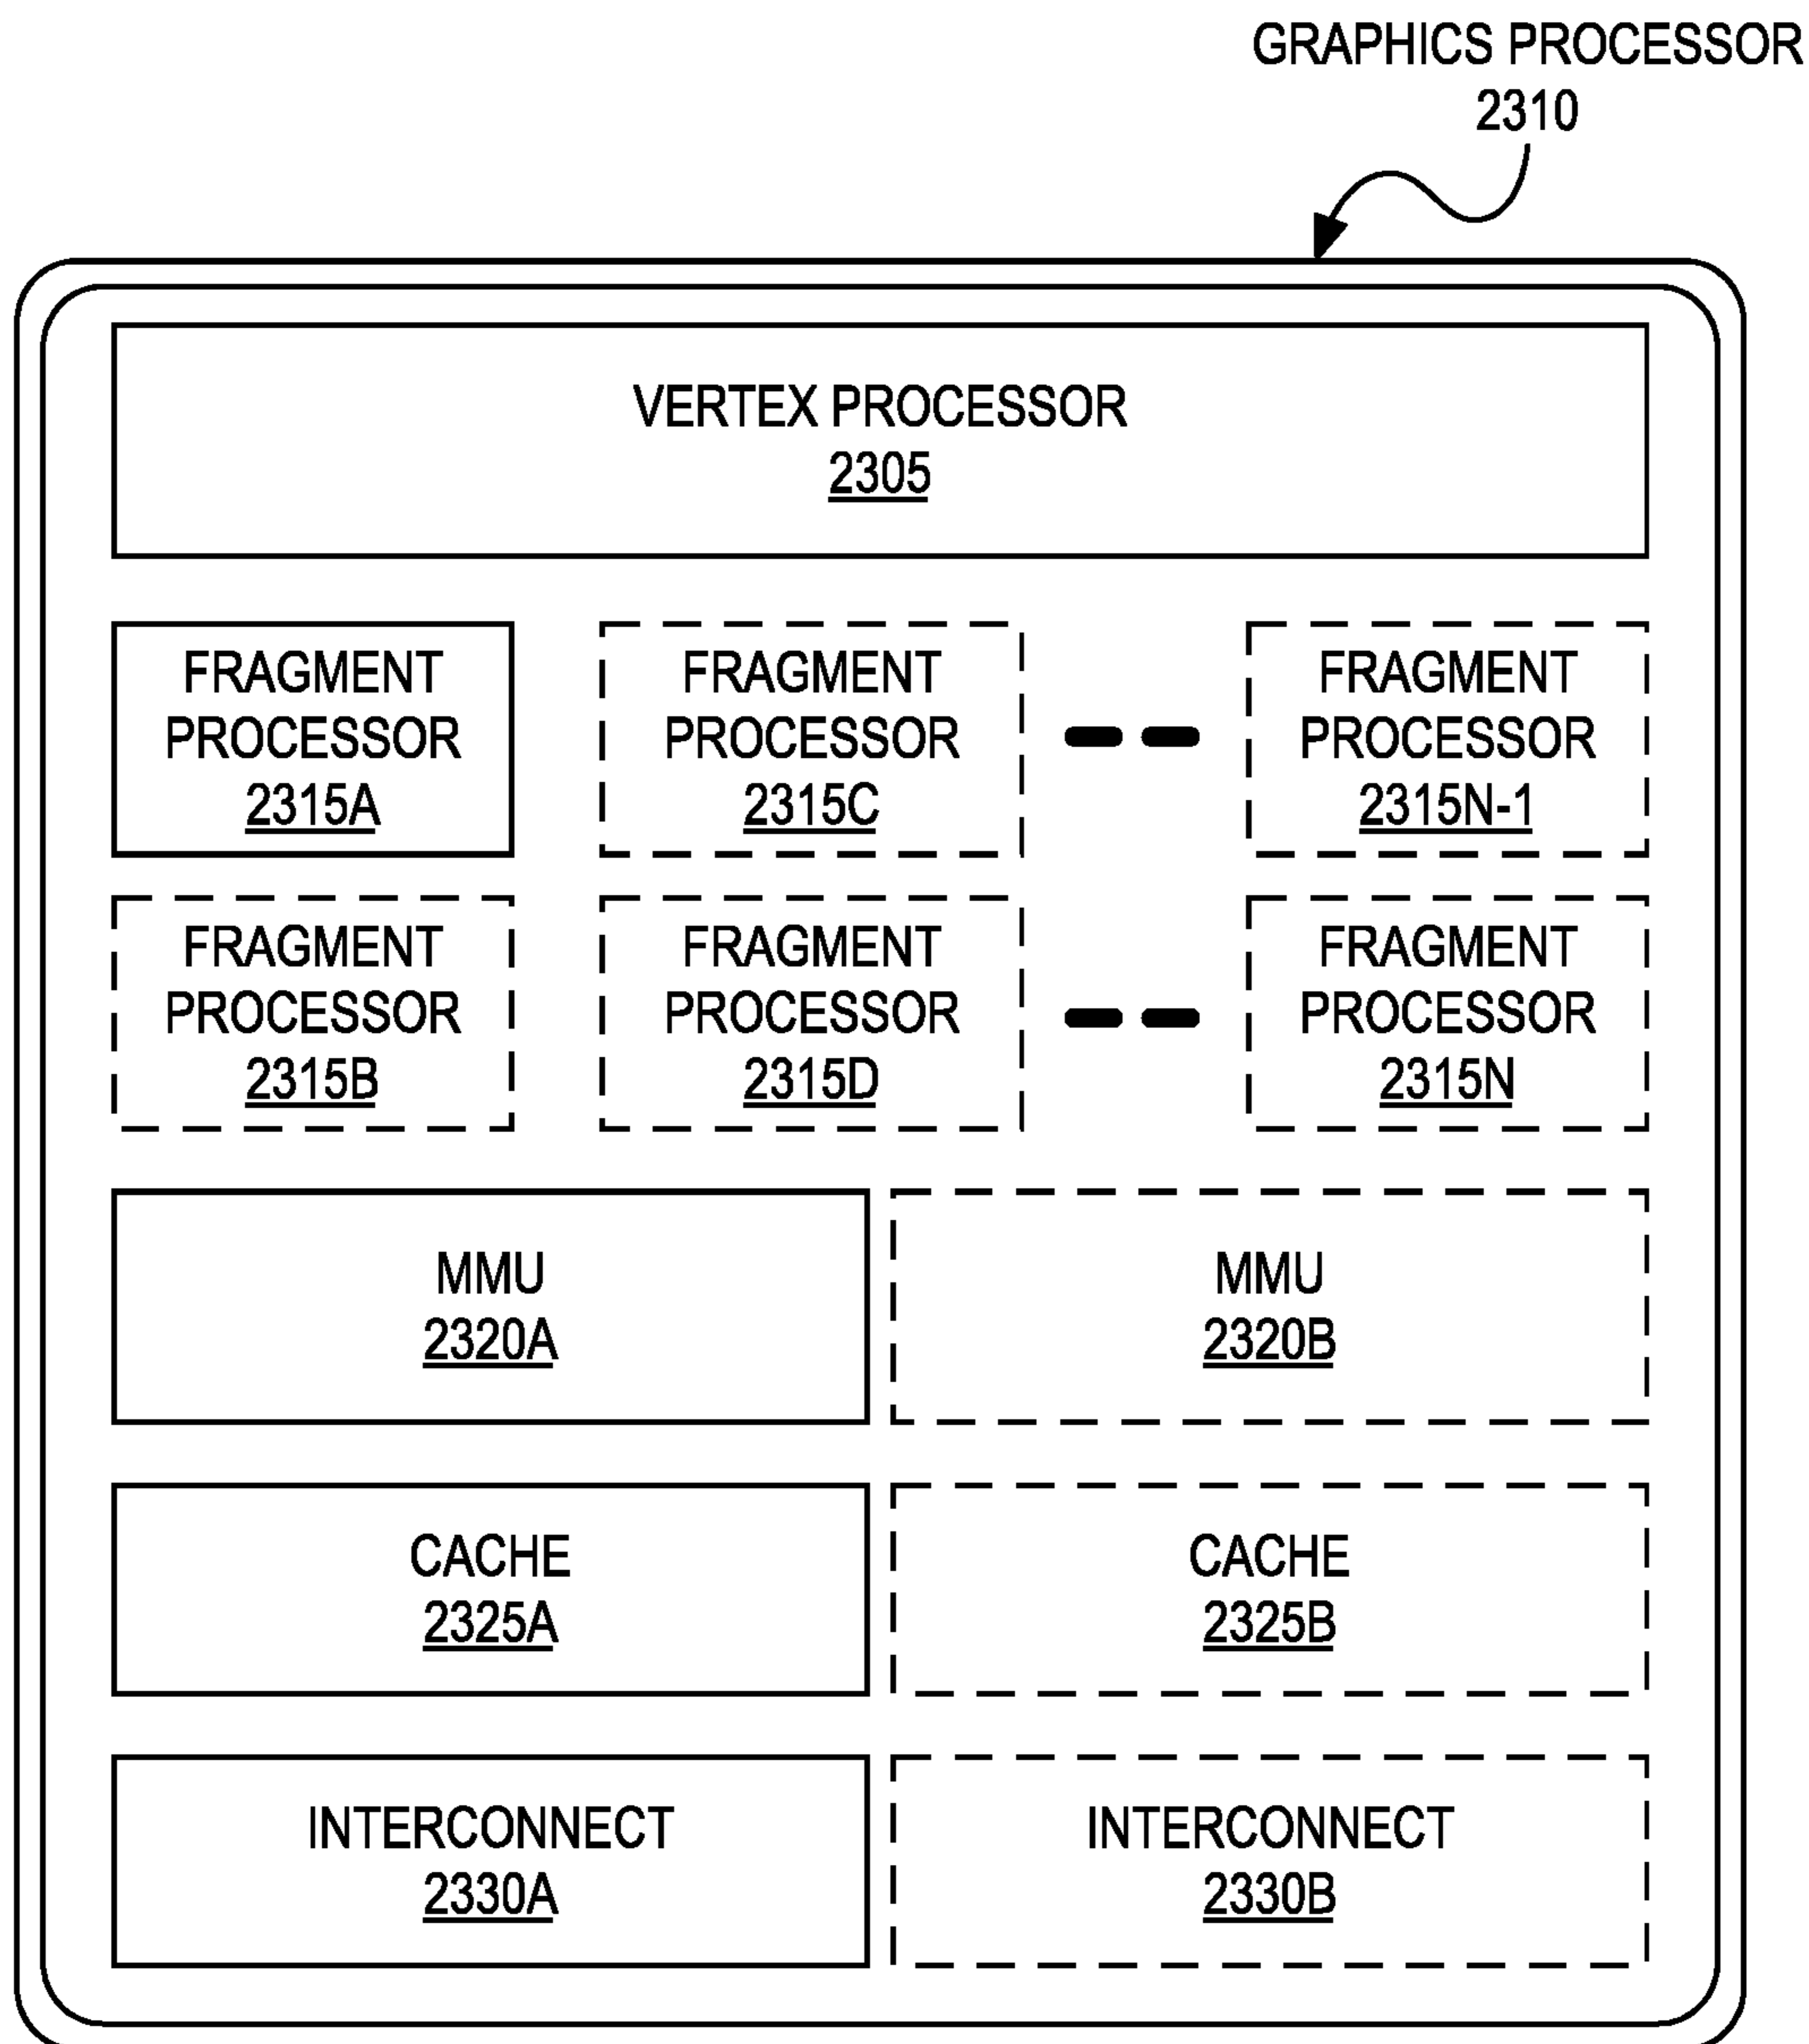 GRAPHICS PROCESSOR
2310
VERTEX PROCESSOR
2305
FRAGMENT
PROCESSOR
2315A
FRAGMENT
PROCESSOR
2315C
FRAGMENT
PROCESSOR
2315N-1
FRAGMENT
PROCESSOR
2315B
FRAGMENT
PROCESSOR
2315D
FRAGMENT
PROCESSOR
2315N
MMU
2320A
MMU
2320B
CACHE
2325A
CACHE
2325B
INTERCONNECT
2330A
INTERCONNECT
2330B